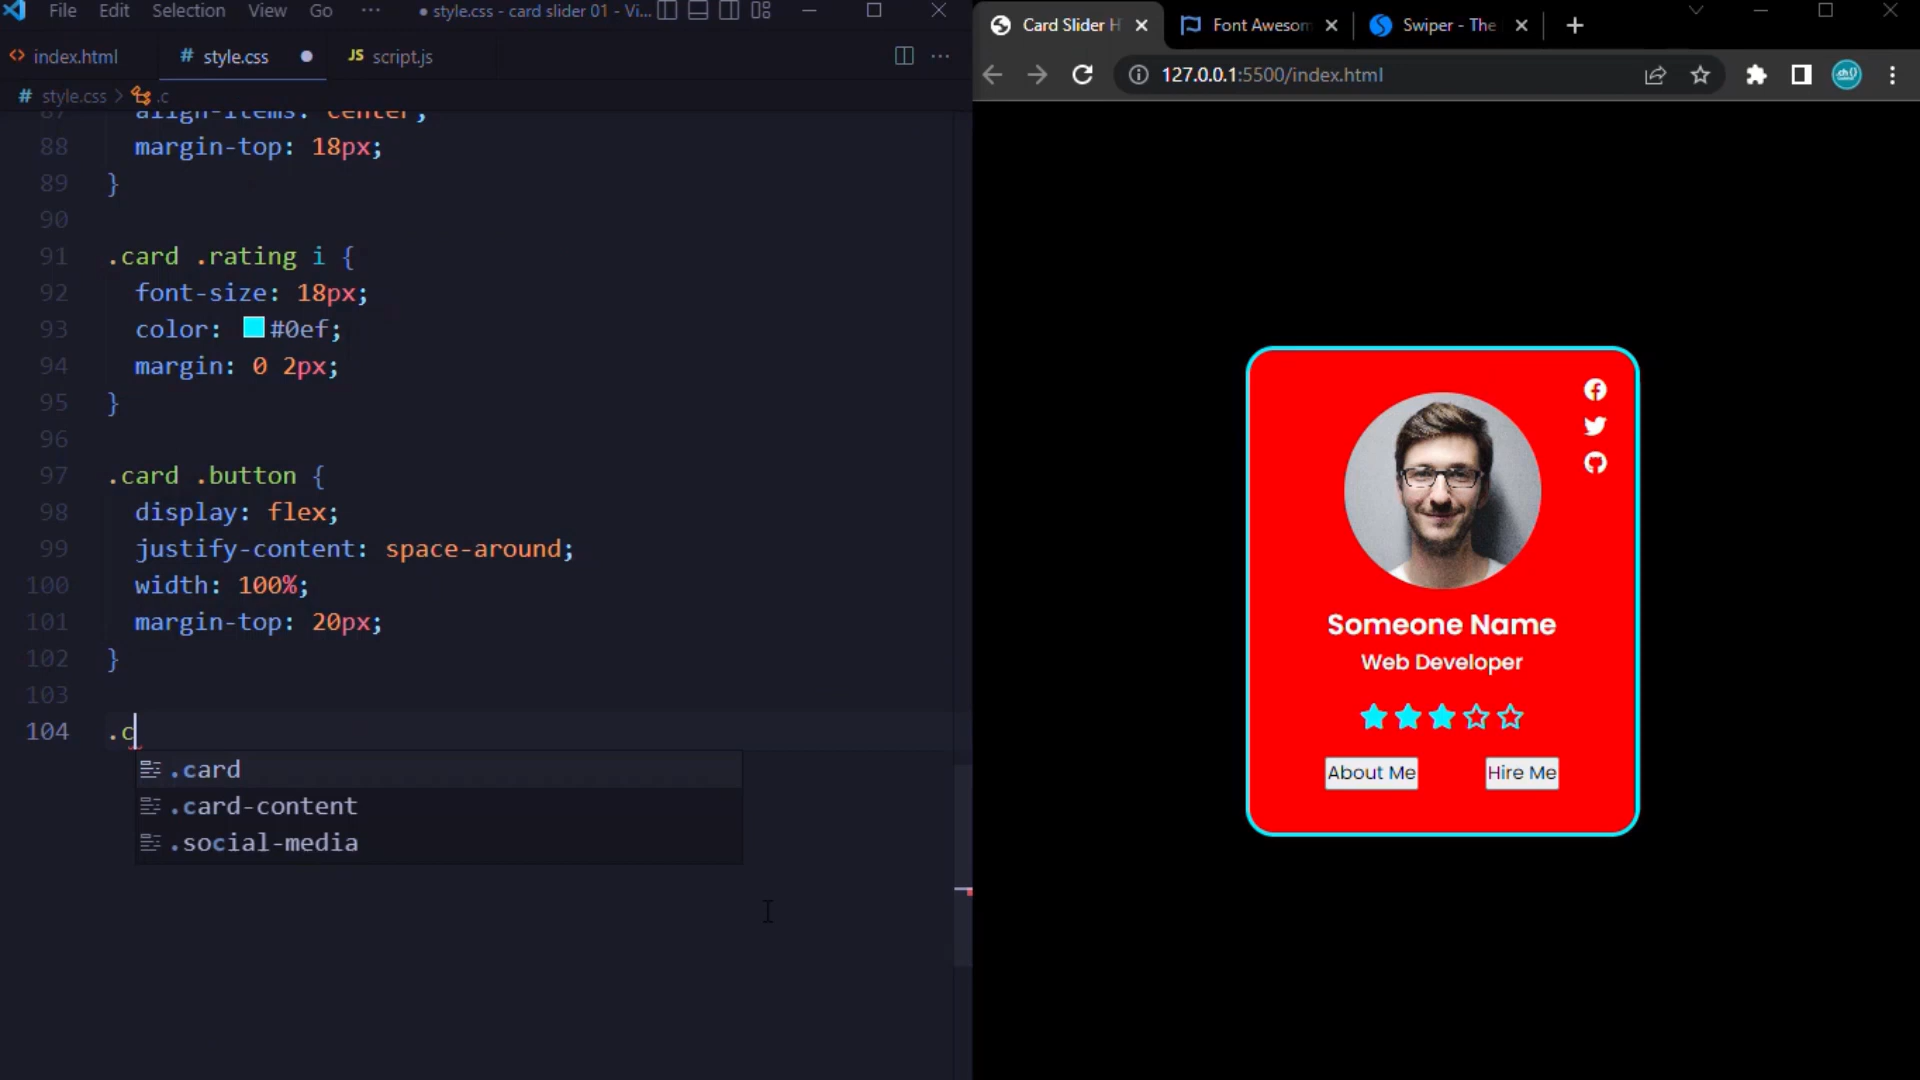 File Edit Selection View Go ··· ● style.css - card slider 01 - Vi...
index.html # style.css ● JS script.js ···
# style.css > .c
87 align-items: center;
88 margin-top: 18px;
89 }
90
91 .card .rating i {
92 font-size: 18px;
93 color: #0ef;
94 margin: 0 2px;
95 }
96
97 .card .button {
98 display: flex;
99 justify-content: space-around;
100 width: 100%;
101 margin-top: 20px;
102 }
103
104 .c
.card
.card-content
.social-media
Card Slider H Font Awesom Swiper - The
127.0.0.1:5500/index.html
Someone Name
Web Developer
About Me Hire Me